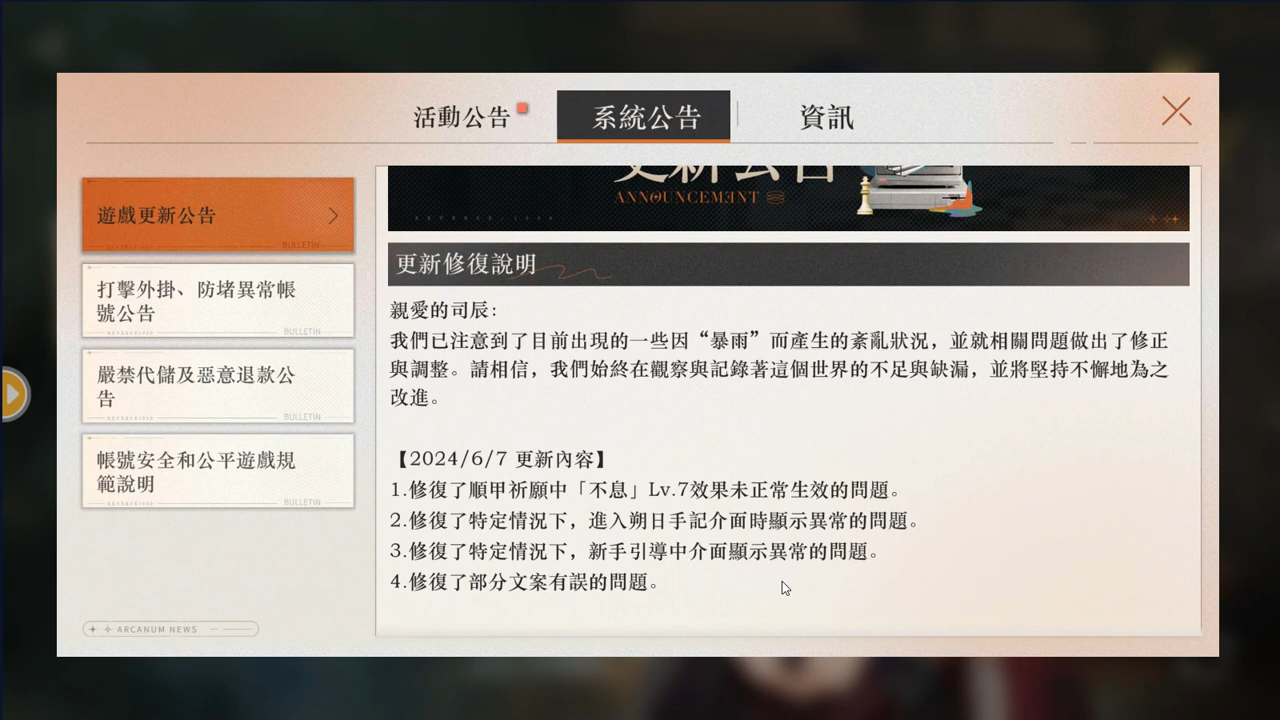 活動公告
系統公告
資訊
遊戲更新公告
BULLETIN
打擊外掛、防堵異常帳
號公告
BULLETIN
嚴禁代儲及惡意退款公
告
BULLETIN
帳號安全和公平遊戲規
範說明
BULLETIN
ARCANUM NEWS
更新公告
ANNOUNCEMENT
更新修復說明
親愛的司辰：
我們已注意到了目前出現的一些因“暴雨”而產生的紊亂狀況，並就相關問題做出了修正
與調整。請相信，我們始終在觀察與記錄著這個世界的不足與缺漏，並將堅持不懈地為之
改進。
【2024/6/7 更新內容】
1.修復了順甲祈願中「不息」Lv.7效果未正常生效的問題。
2.修復了特定情況下，進入朔日手記介面時顯示異常的問題。
3.修復了特定情況下，新手引導中介面顯示異常的問題。
4.修復了部分文案有誤的問題。